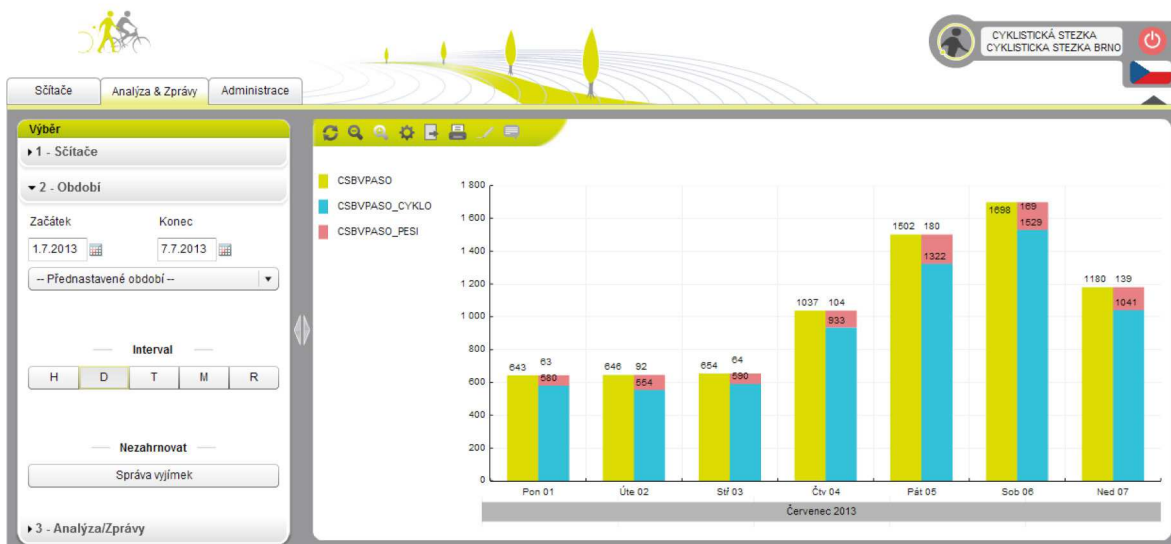 CYKLISTICKÁ STEZKA
CYKLISTICKA STEZKA BRNO
Sčítače
Analýza & Zprávy
Administrace
Výběr
1 - Sčítače
2 - Období
Začátek
Konec
1.7.2013
7.7.2013
-- Přednastavené období --
Interval
H
D
T
M
R
Nezahrnovat
Správa vyjímek
3 - Analýza/Zprávy
CSBVPASO
CSBVPASO_CYKLO
CSBVPASO_PESI
1 800
1 600
1 400
1 200
1 000
800
600
400
200
0
643
63
580
646
92
554
654
64
590
1037
104
933
1502
180
1322
1698
169
1529
1180
139
1041
Pon 01
Úte 02
Stř 03
Čtv 04
Pát 05
Sob 06
Ned 07
Červenec 2013